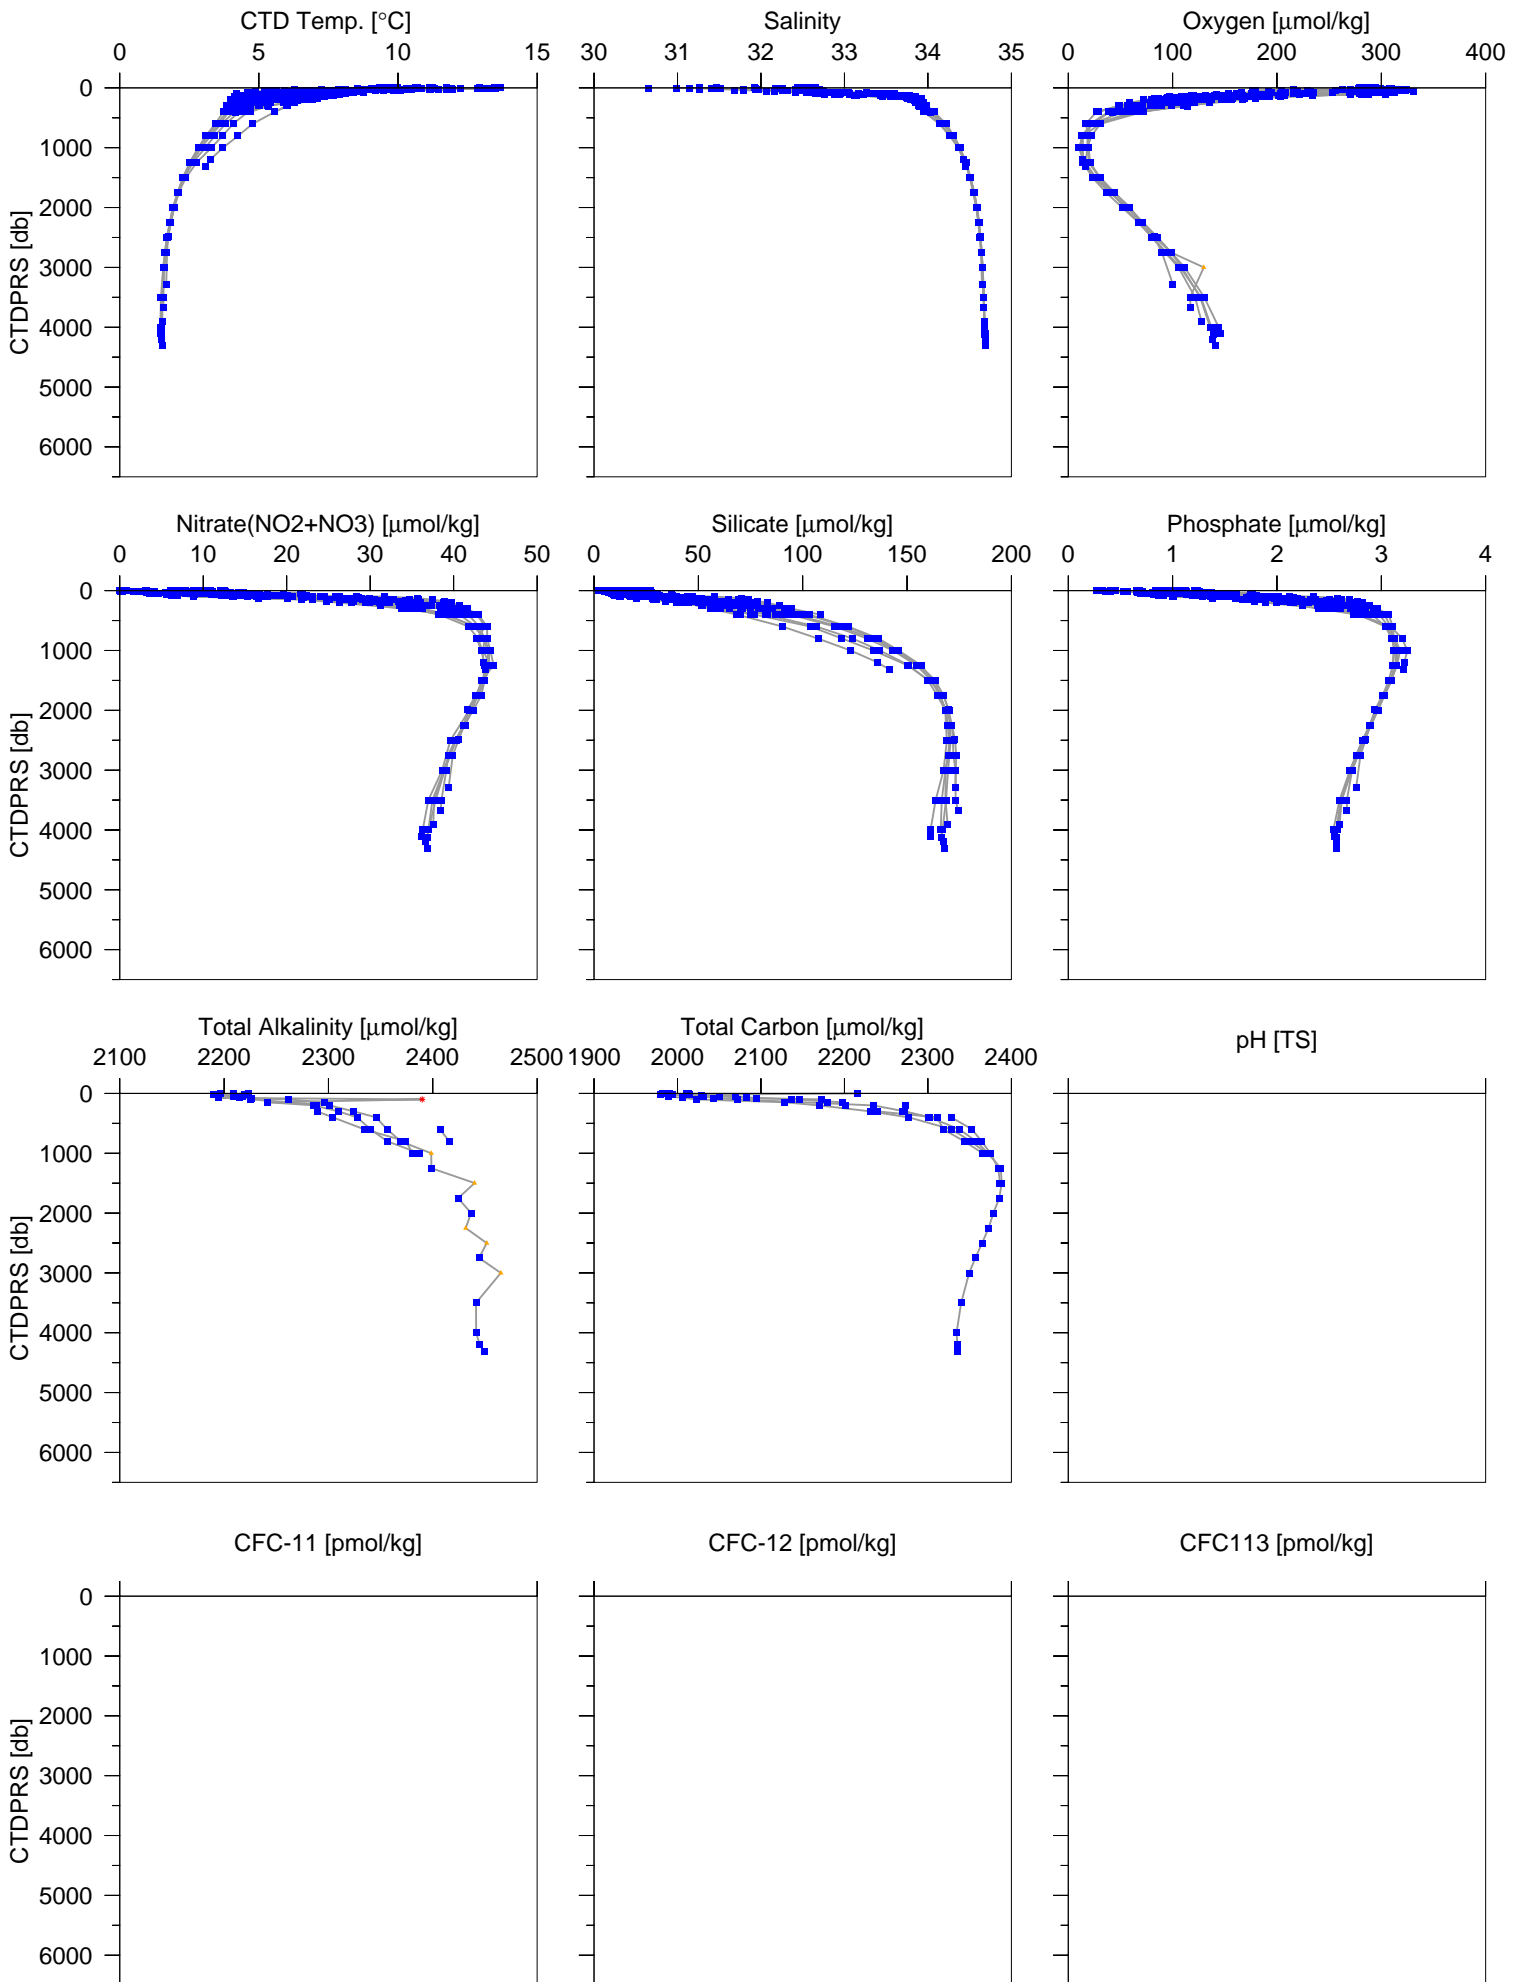 CTD Temp. [°C] Salinity Oxygen [µmol/kg]
0 5 10 15 30 31 32 33 34 35 0 100 200 300 400
0
1000
2000
3000
4000
5000
6000
CTDPRS [db]
Nitrate(NO2+NO3) [µmol/kg] Silicate [µmol/kg] Phosphate [µmol/kg]
0 10 20 30 40 50 0 50 100 150 200 0 1 2 3 4
0
1000
2000
3000
4000
5000
6000
CTDPRS [db]
Total Alkalinity [µmol/kg] Total Carbon [µmol/kg] pH [TS]
2100 2200 2300 2400 2500 1900 2000 2100 2200 2300 2400
0
1000
2000
3000
4000
5000
6000
CTDPRS [db]
CFC-11 [pmol/kg] CFC-12 [pmol/kg] CFC113 [pmol/kg]
0
1000
2000
3000
4000
5000
6000
CTDPRS [db]